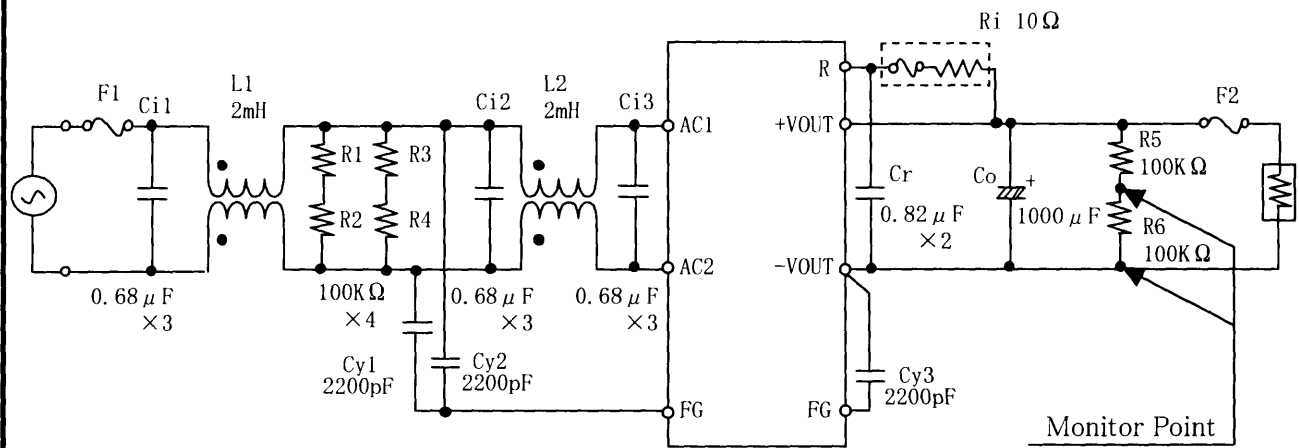 Ri 10Ω
R
F1
Ci1
L1
2mH
Ci2
L2
2mH
Ci3
AC1
+VOUT
F2
R1
R3
R2
R4
Cr
0.82μF
×2
Co
+
1000μF
R5
100KΩ
R6
100KΩ
AC2
-VOUT
0.68μF
×3
100KΩ
×4
0.68μF
×3
0.68μF
×3
Cy1
2200pF
Cy2
2200pF
Cy3
2200pF
FG
FG
Monitor Point